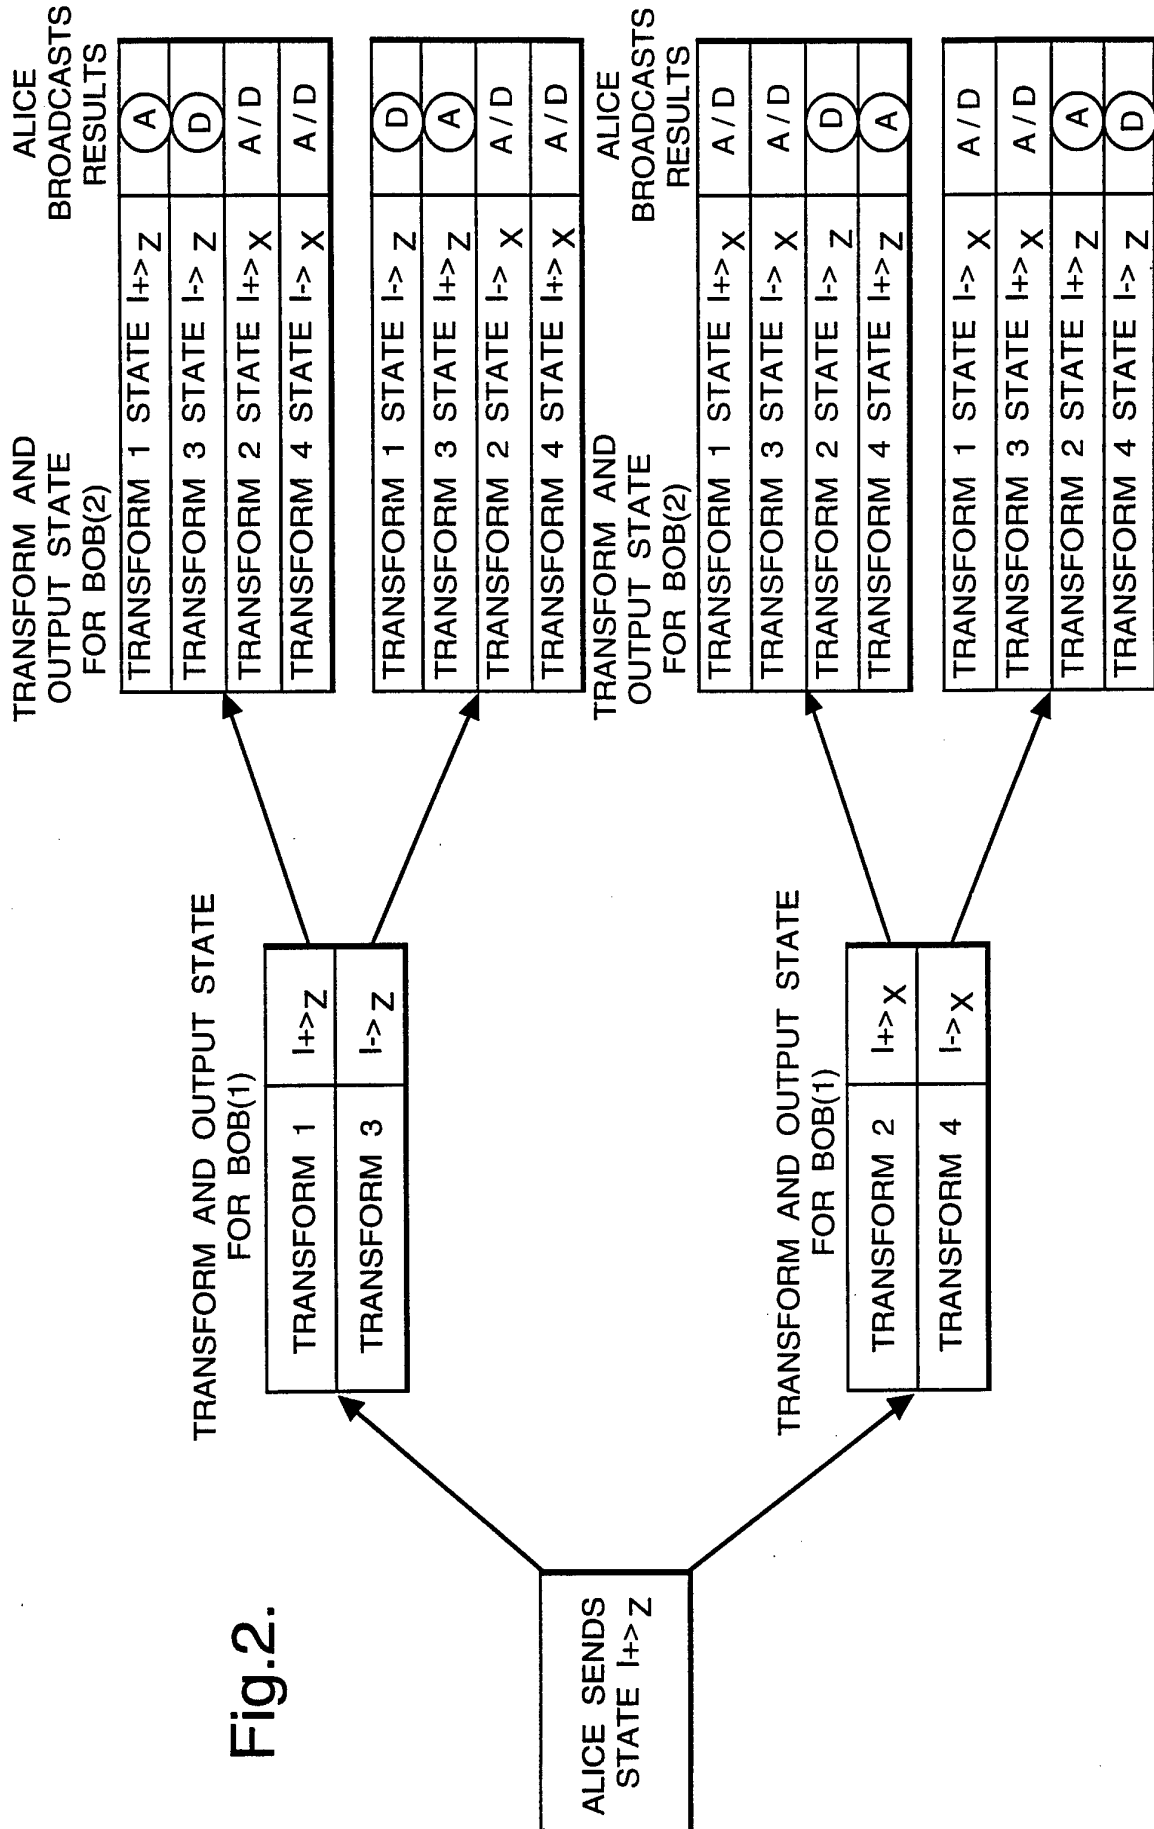 Fig.2.
ALICE SENDS
STATE I+>Z
TRANSFORM AND OUTPUT STATE
FOR BOB(1)
TRANSFORM 1 I+>Z
TRANSFORM 3 I->Z
TRANSFORM AND OUTPUT STATE
FOR BOB(1)
TRANSFORM 2 I+>X
TRANSFORM 4 I->X
TRANSFORM AND
OUTPUT STATE
FOR BOB(2)
ALICE
BROADCASTS
RESULTS
TRANSFORM 1 STATE I+>Z A
TRANSFORM 3 STATE I->Z D
TRANSFORM 2 STATE I+>X A/D
TRANSFORM 4 STATE I->X A/D
TRANSFORM 1 STATE I->Z D
TRANSFORM 3 STATE I+>Z A
TRANSFORM 2 STATE I->X A/D
TRANSFORM 4 STATE I+>X A/D
TRANSFORM AND
OUTPUT STATE
FOR BOB(2)
ALICE
BROADCASTS
RESULTS
TRANSFORM 1 STATE I+>X A/D
TRANSFORM 3 STATE I->X A/D
TRANSFORM 2 STATE I->Z D
TRANSFORM 4 STATE I+>Z A
TRANSFORM 1 STATE I->X A/D
TRANSFORM 3 STATE I+>X A/D
TRANSFORM 2 STATE I+>Z A
TRANSFORM 4 STATE I->Z D